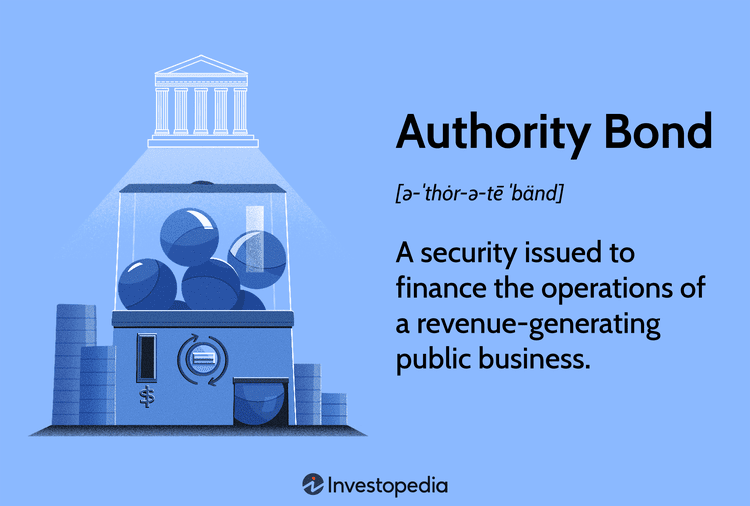 Authority Bond
[ə-ˈthȯr-ə-tē ˈbänd]
A security issued to
finance the operations of
a revenue-generating
public business.
$
Investopedia